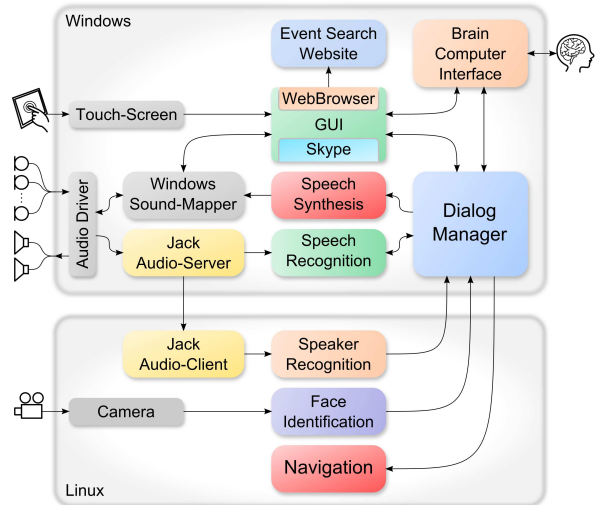 Windows
Event Search
Website
Brain
Computer
Interface
WebBrowser
GUI
Skype
Touch-Screen
Audio Driver
Windows
Sound-Mapper
Speech
Synthesis
Dialog
Manager
Jack
Audio-Server
Speech
Recognition
Jack
Audio-Client
Speaker
Recognition
Camera
Face
Identification
Navigation
Linux